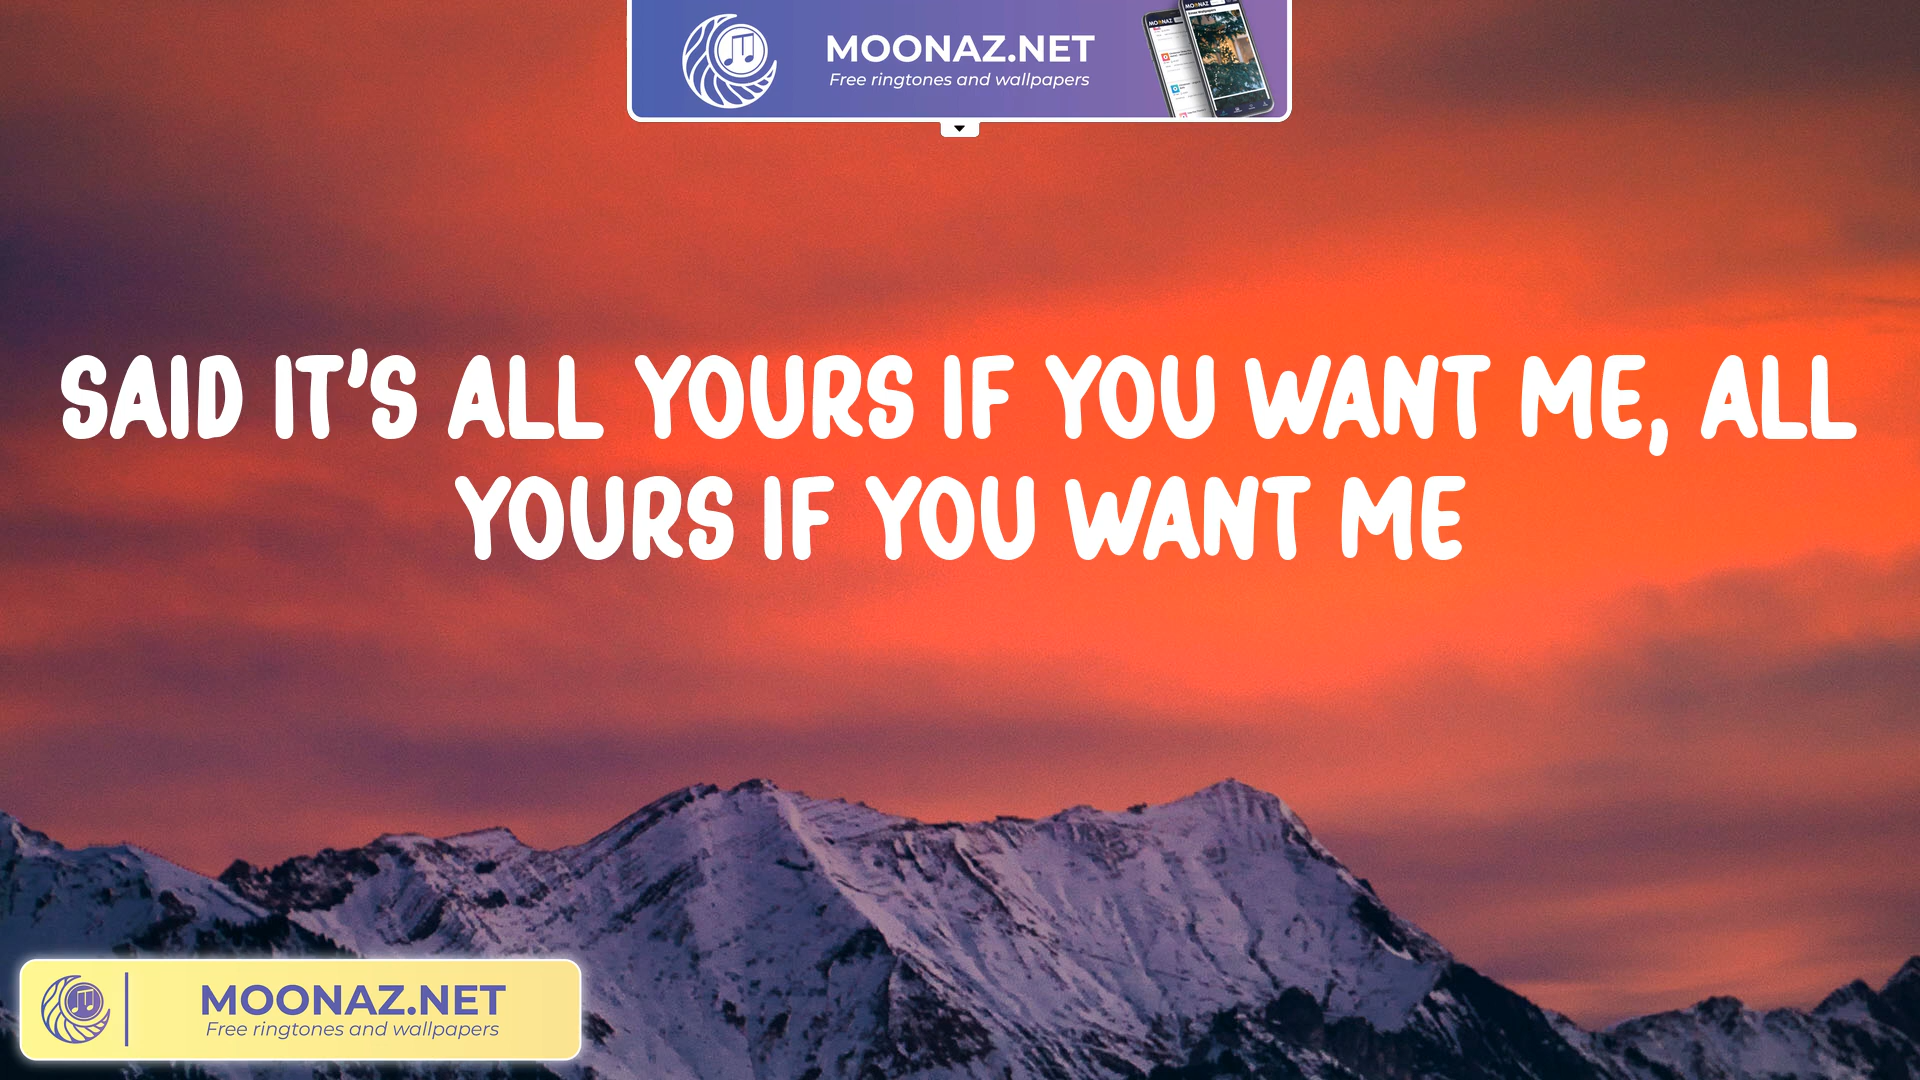 MOONAZ.NET
Free ringtones and wallpapers
SAID IT'S ALL YOURS IF YOU WANT ME, ALL
YOURS IF YOU WANT ME
MOONAZ.NET
Free ringtones and wallpapers